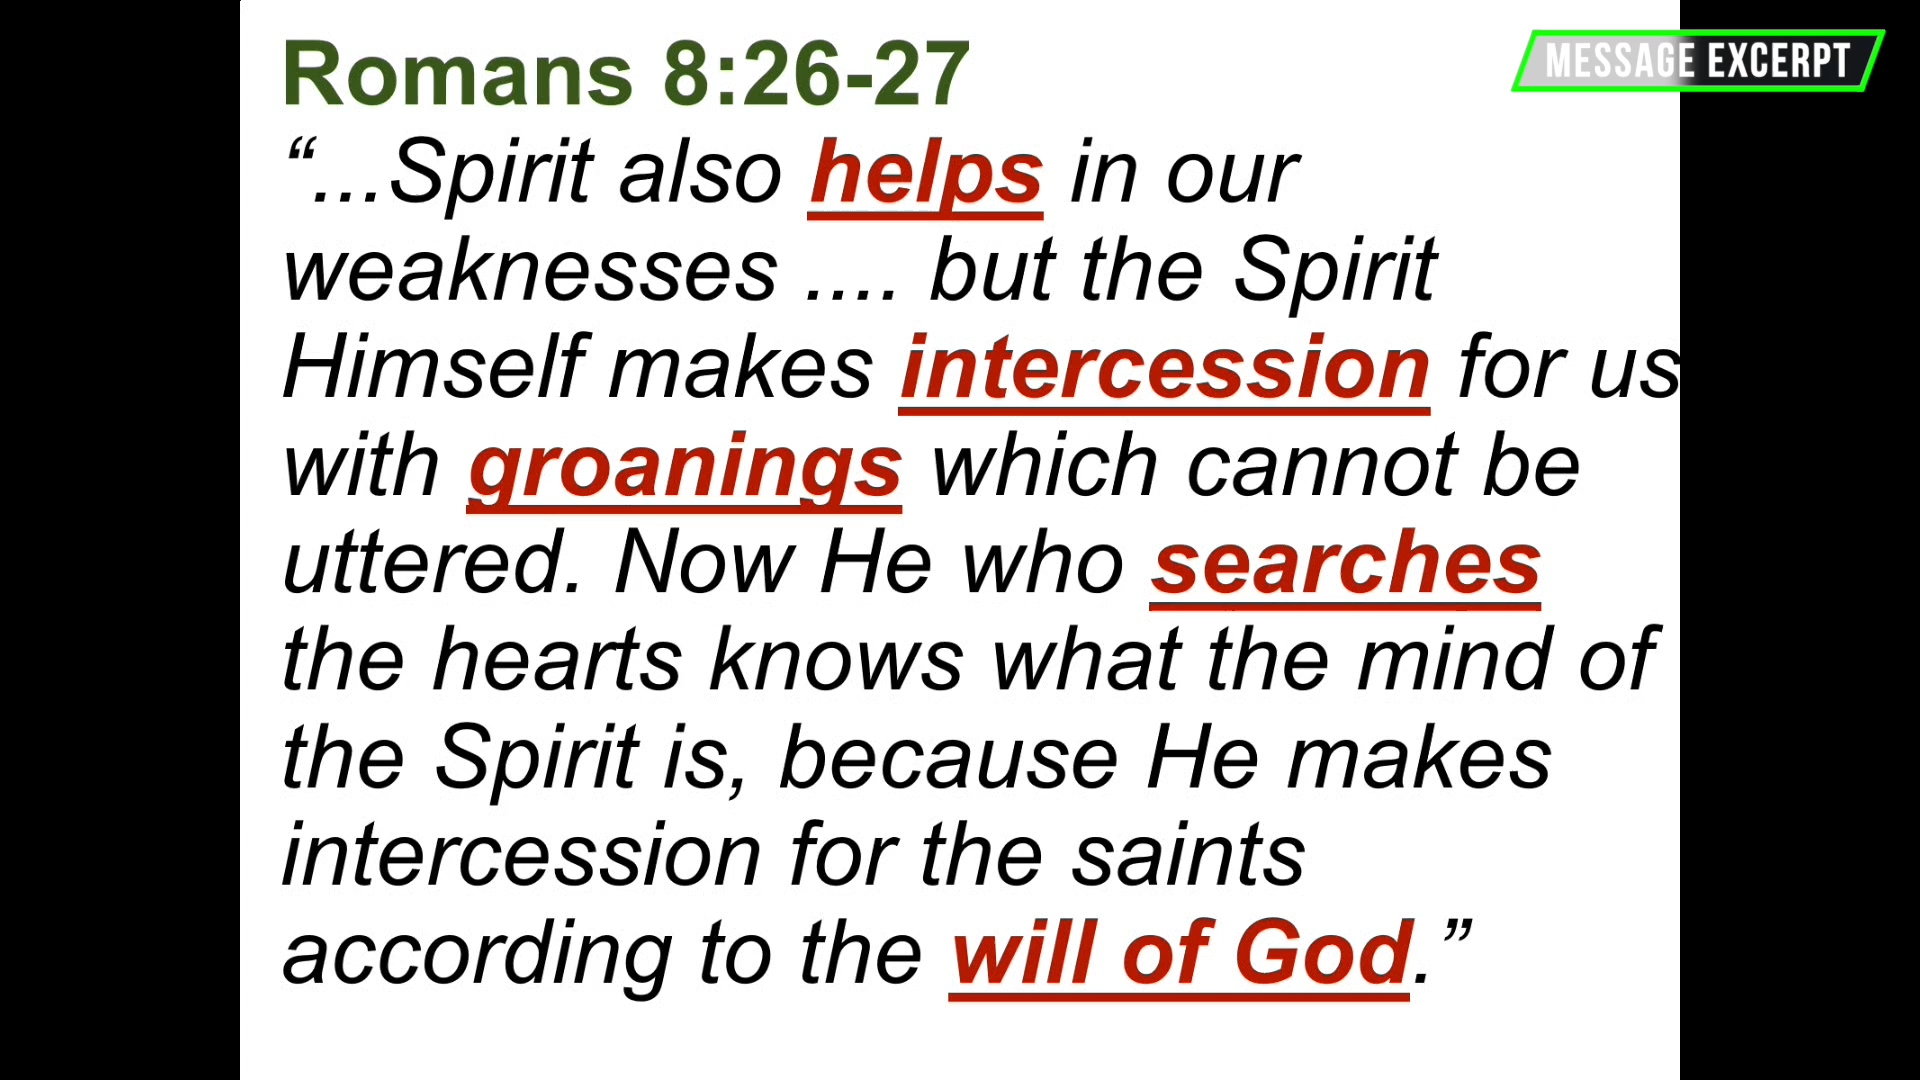 Romans 8:26-27
MESSAGE EXCERPT
“...Spirit also helps in our
weaknesses .... but the Spirit
Himself makes intercession for us
with groanings which cannot be
uttered. Now He who searches
the hearts knows what the mind of
the Spirit is, because He makes
intercession for the saints
according to the will of God.”